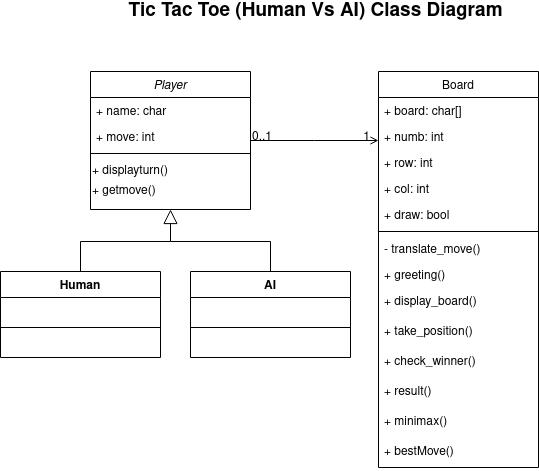 Tic Tac Toe (Human Vs AI) Class Diagram
Player
+ name: char
+ move: int
+ displayturn()
+ getmove()
0..1
1
Board
+ board: char[]
+ numb: int
+ row: int
+ col: int
+ draw: bool
- translate_move()
+ greeting()
+ display_board()
+ take_position()
+ check_winner()
+ result()
+ minimax()
+ bestMove()
Human
AI